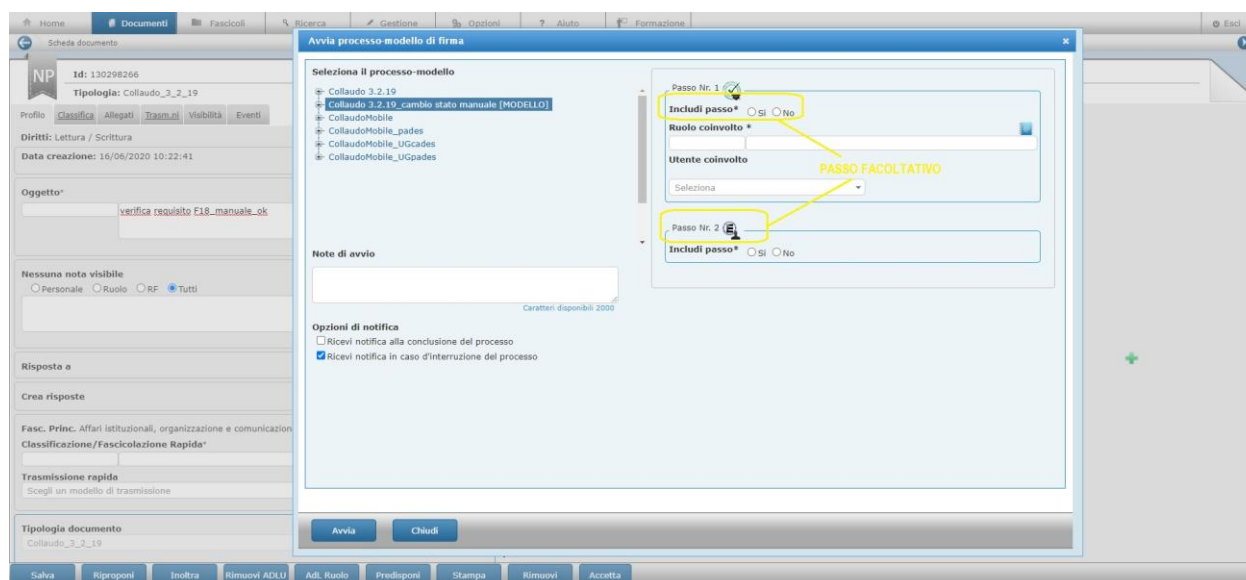 Home Documenti Fascicoli Ricerca Gestione Opzioni ? Aiuto Formazione Esci
Scheda documento
NP Id: 130298266
Tipologia: Collaudo_3_2_19
Profilo Classifica Allegati Trasm.ni Visibilità Eventi
Diritti: Lettura / Scrittura
Data creazione: 16/06/2020 10:22:41
Oggetto*
verifica requisito F18_manuale_ok
Nessuna nota visibile
Personale Ruolo RF Tutti
Risposta a
Crea risposte
Fasc. Princ. Affari istituzionali, organizzazione e comunicazion
Classificazione/Fascicolazione Rapida*
Trasmissione rapida
Scegli un modello di trasmissione
Tipologia documento
Collaudo_3_2_19
Avvia processo-modello di firma x
Seleziona il processo-modello
Collaudo 3.2.19
Collaudo 3.2.19_cambio stato manuale [MODELLO]
CollaudoMobile
CollaudoMobile_pades
CollaudoMobile_UGcades
CollaudoMobile_UGpades
Note di avvio
Caratteri disponibili 2000
Opzioni di notifica
Ricevi notifica alla conclusione del processo
Ricevi notifica in caso d'interruzione del processo
Passo Nr. 1
Includi passo* Si No
Ruolo coinvolto *
Utente coinvolto
PASSO FACOLTATIVO
Seleziona
Passo Nr. 2
Includi passo* Si No
Avvia Chiudi
Salva Riproponi Inoltra Rimuovi ADLU AdL Ruolo Predisponi Stampa Rimuovi Accetta